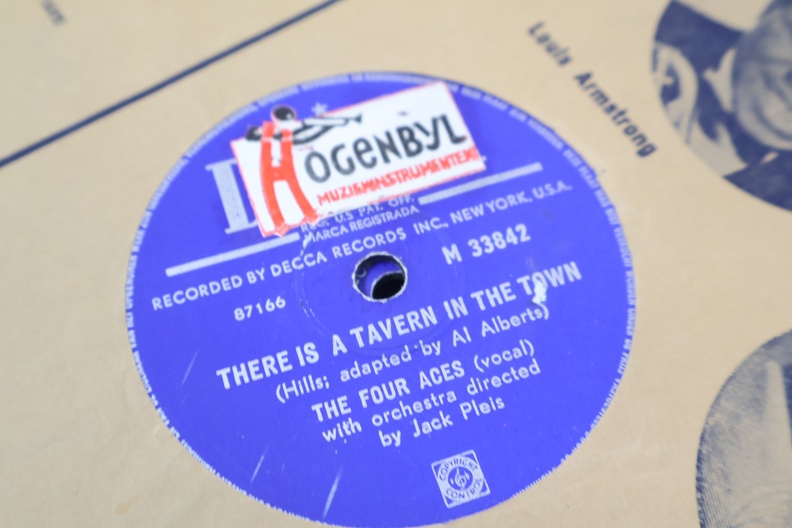 Louis Armstrong
HOGENBYL
MUZIEKINSTRUMENTEN
REG. U.S PAT. OFF.
MARCA REGISTRADA
RECORDED BY DECCA RECORDS INC., NEW YORK, U.S.A.
87166
M 33842
THERE IS A TAVERN IN THE TOWN
(Hills; adapted by Al Alberts)
THE FOUR ACES (vocal)
with orchestra directed
by Jack Pleis
COPYRIGHT
CONTROL